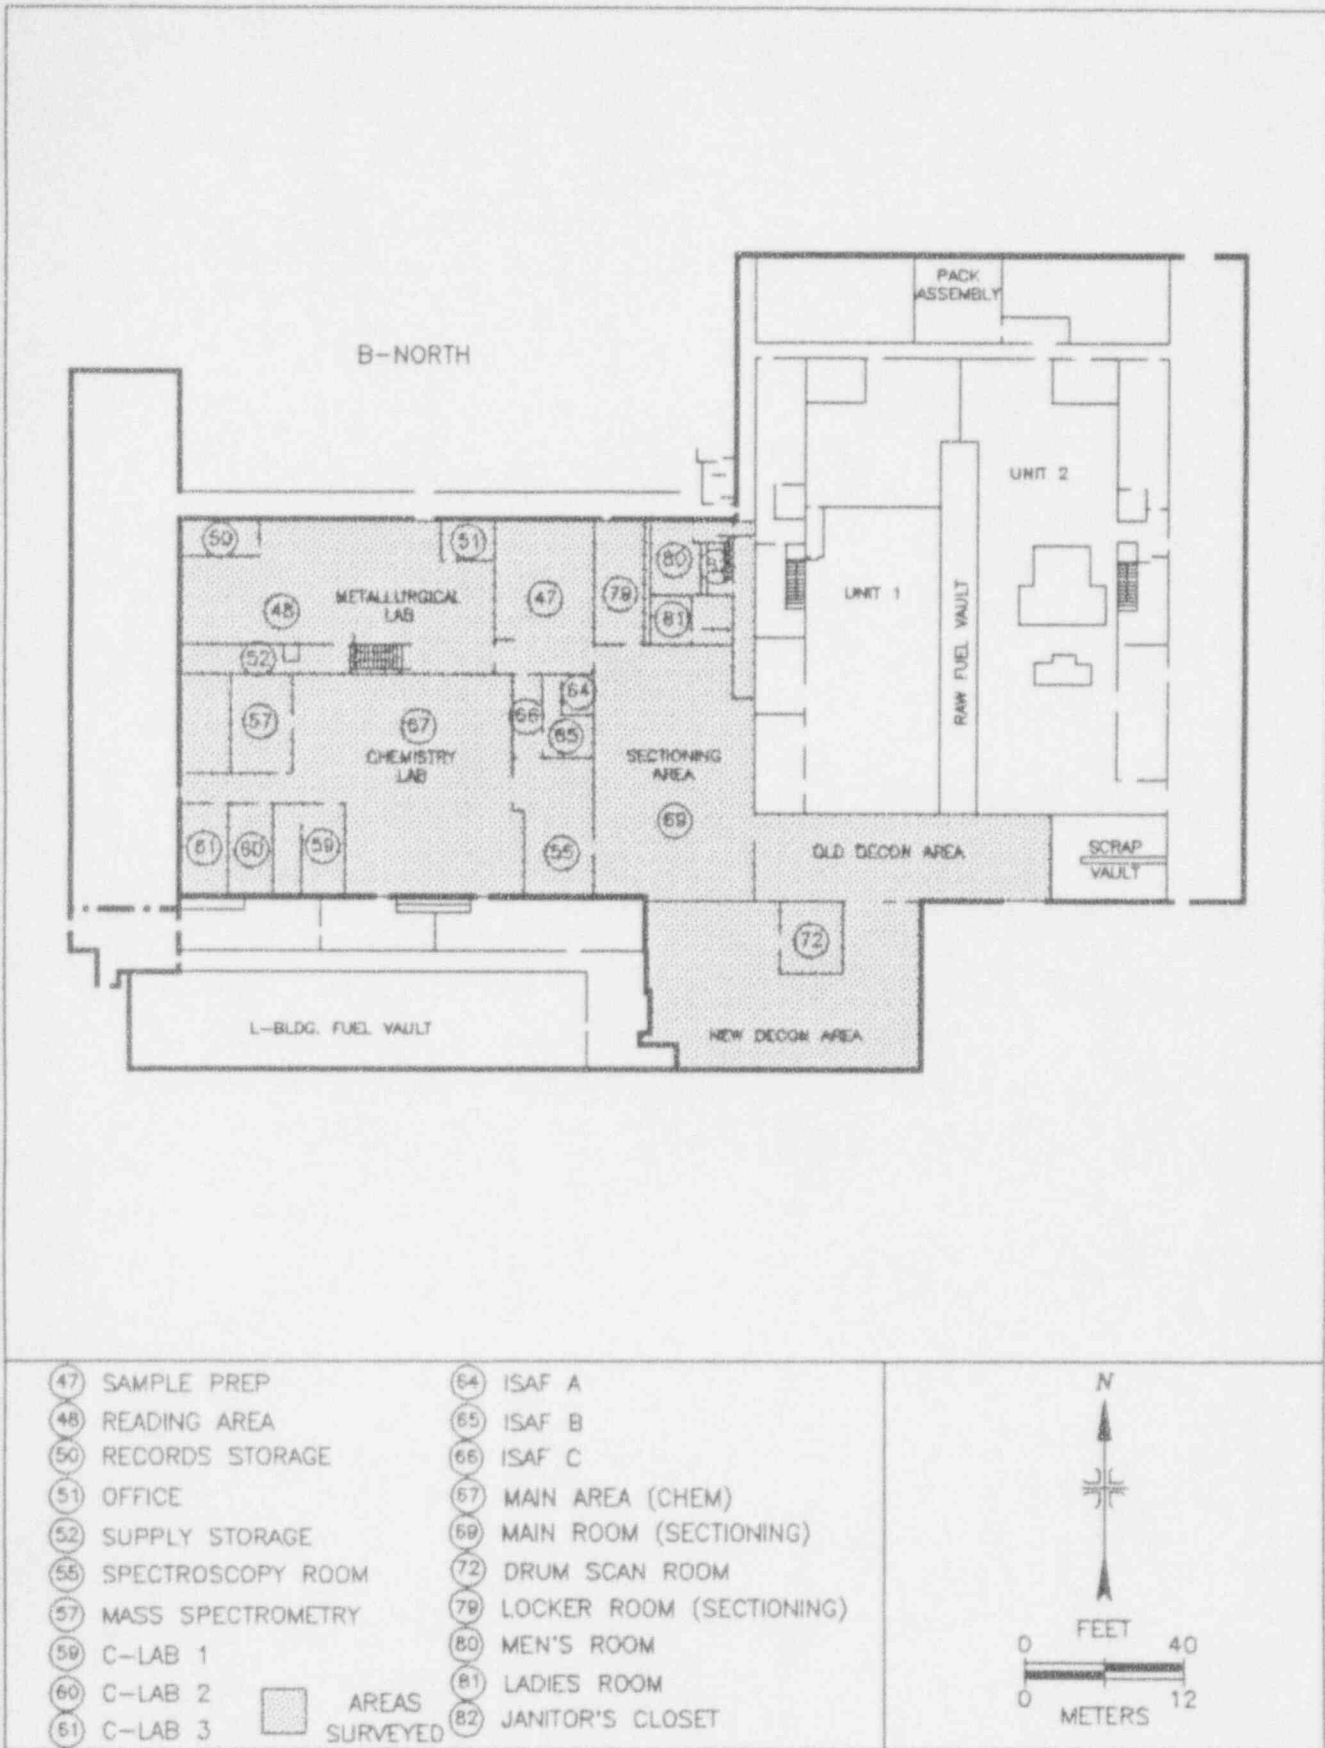 PACK
ASSEMBLY
B-NORTH
UNIT 2
50
51
80
47
79
UNIT 1
METALLURGICAL
LAB
48
81
RAW FUEL VAULT
52
64
66
57
67
65
CHEMISTRY
LAB
SECTIONING
AREA
69
61
60
59
55
OLD DECON AREA
SCRAP
VAULT
72
L-BLDG. FUEL VAULT
NEW DECON AREA
47 SAMPLE PREP
48 READING AREA
50 RECORDS STORAGE
51 OFFICE
52 SUPPLY STORAGE
55 SPECTROSCOPY ROOM
57 MASS SPECTROMETRY
59 C-LAB 1
60 C-LAB 2
61 C-LAB 3
AREAS
SURVEYED
64 ISAF A
65 ISAF B
66 ISAF C
67 MAIN AREA (CHEM)
69 MAIN ROOM (SECTIONING)
72 DRUM SCAN ROOM
79 LOCKER ROOM (SECTIONING)
80 MEN'S ROOM
81 LADIES ROOM
82 JANITOR'S CLOSET
N
FEET
0 40
0 12
METERS